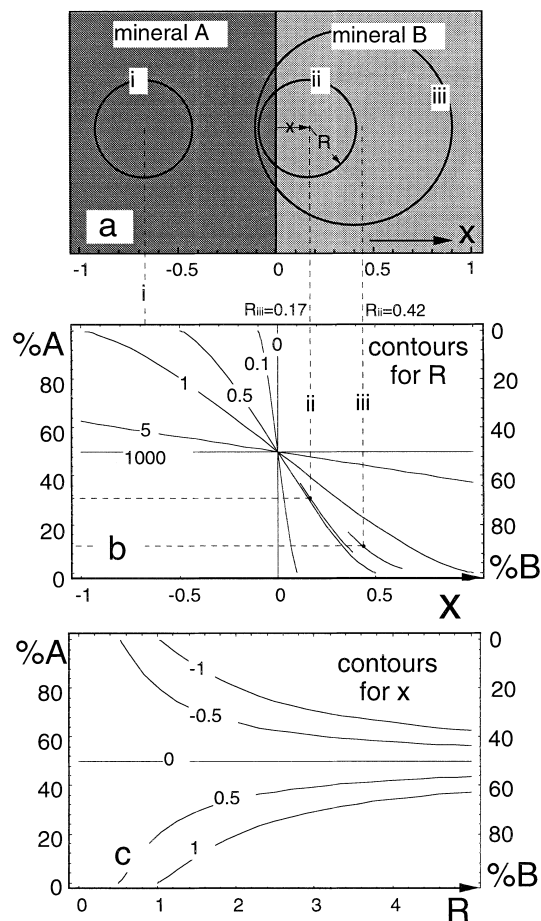 mineral A mineral B
i ii iii
x R
a X
-1 -0.5 0 0.5 1
i Riii=0.17 Rii=0.42
%A 0 contours for R 0
80 0.1 20
1 0.5 ii iii
60 5 40
1000 60
40
20 80
0 b %B
-1 -0.5 0 0.5 X
%A contours for x 0
80 -1 20
-0.5
60 40
0
40 0.5 60
20 c 1 80
0 %B
0 1 2 3 4 R